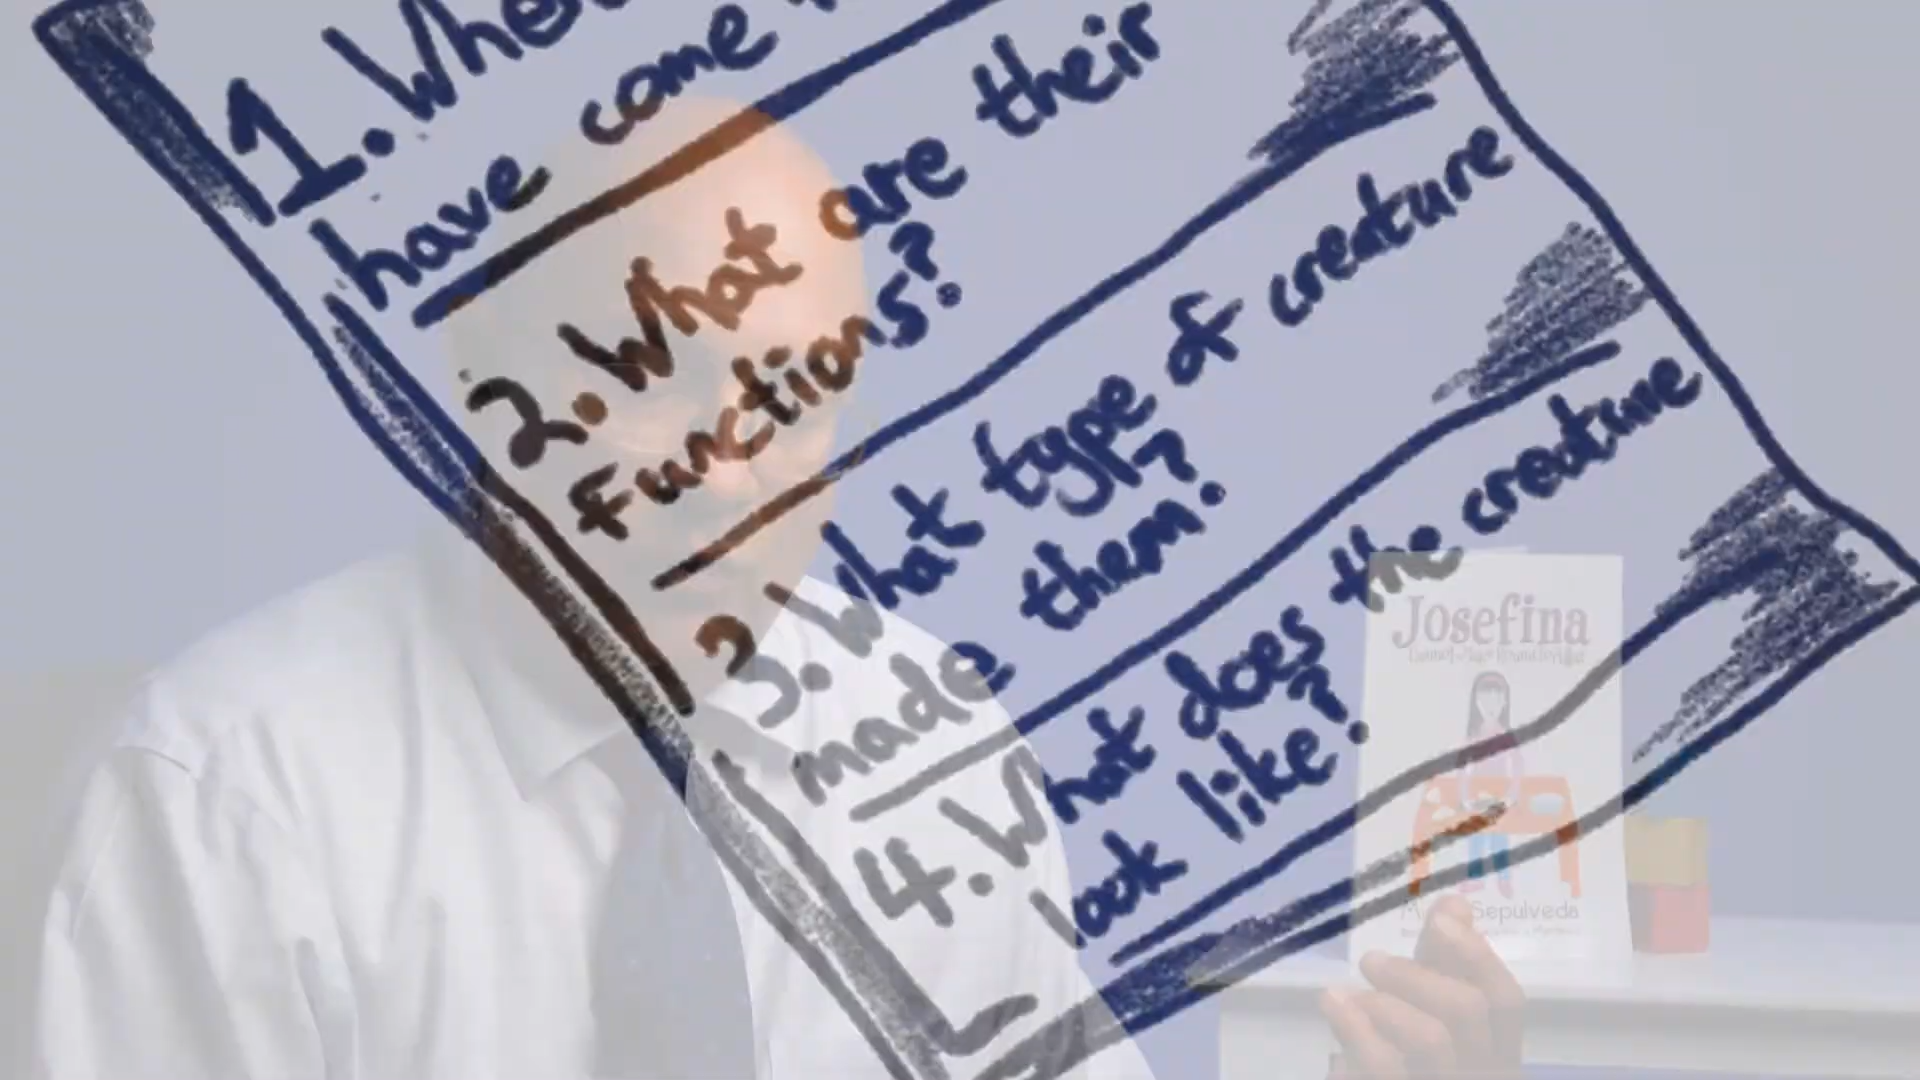 1.
have come
2. What are their
functions?
3. What type of creature
made them?
4. What does the creature
look like?
Josefina
Sepulveda